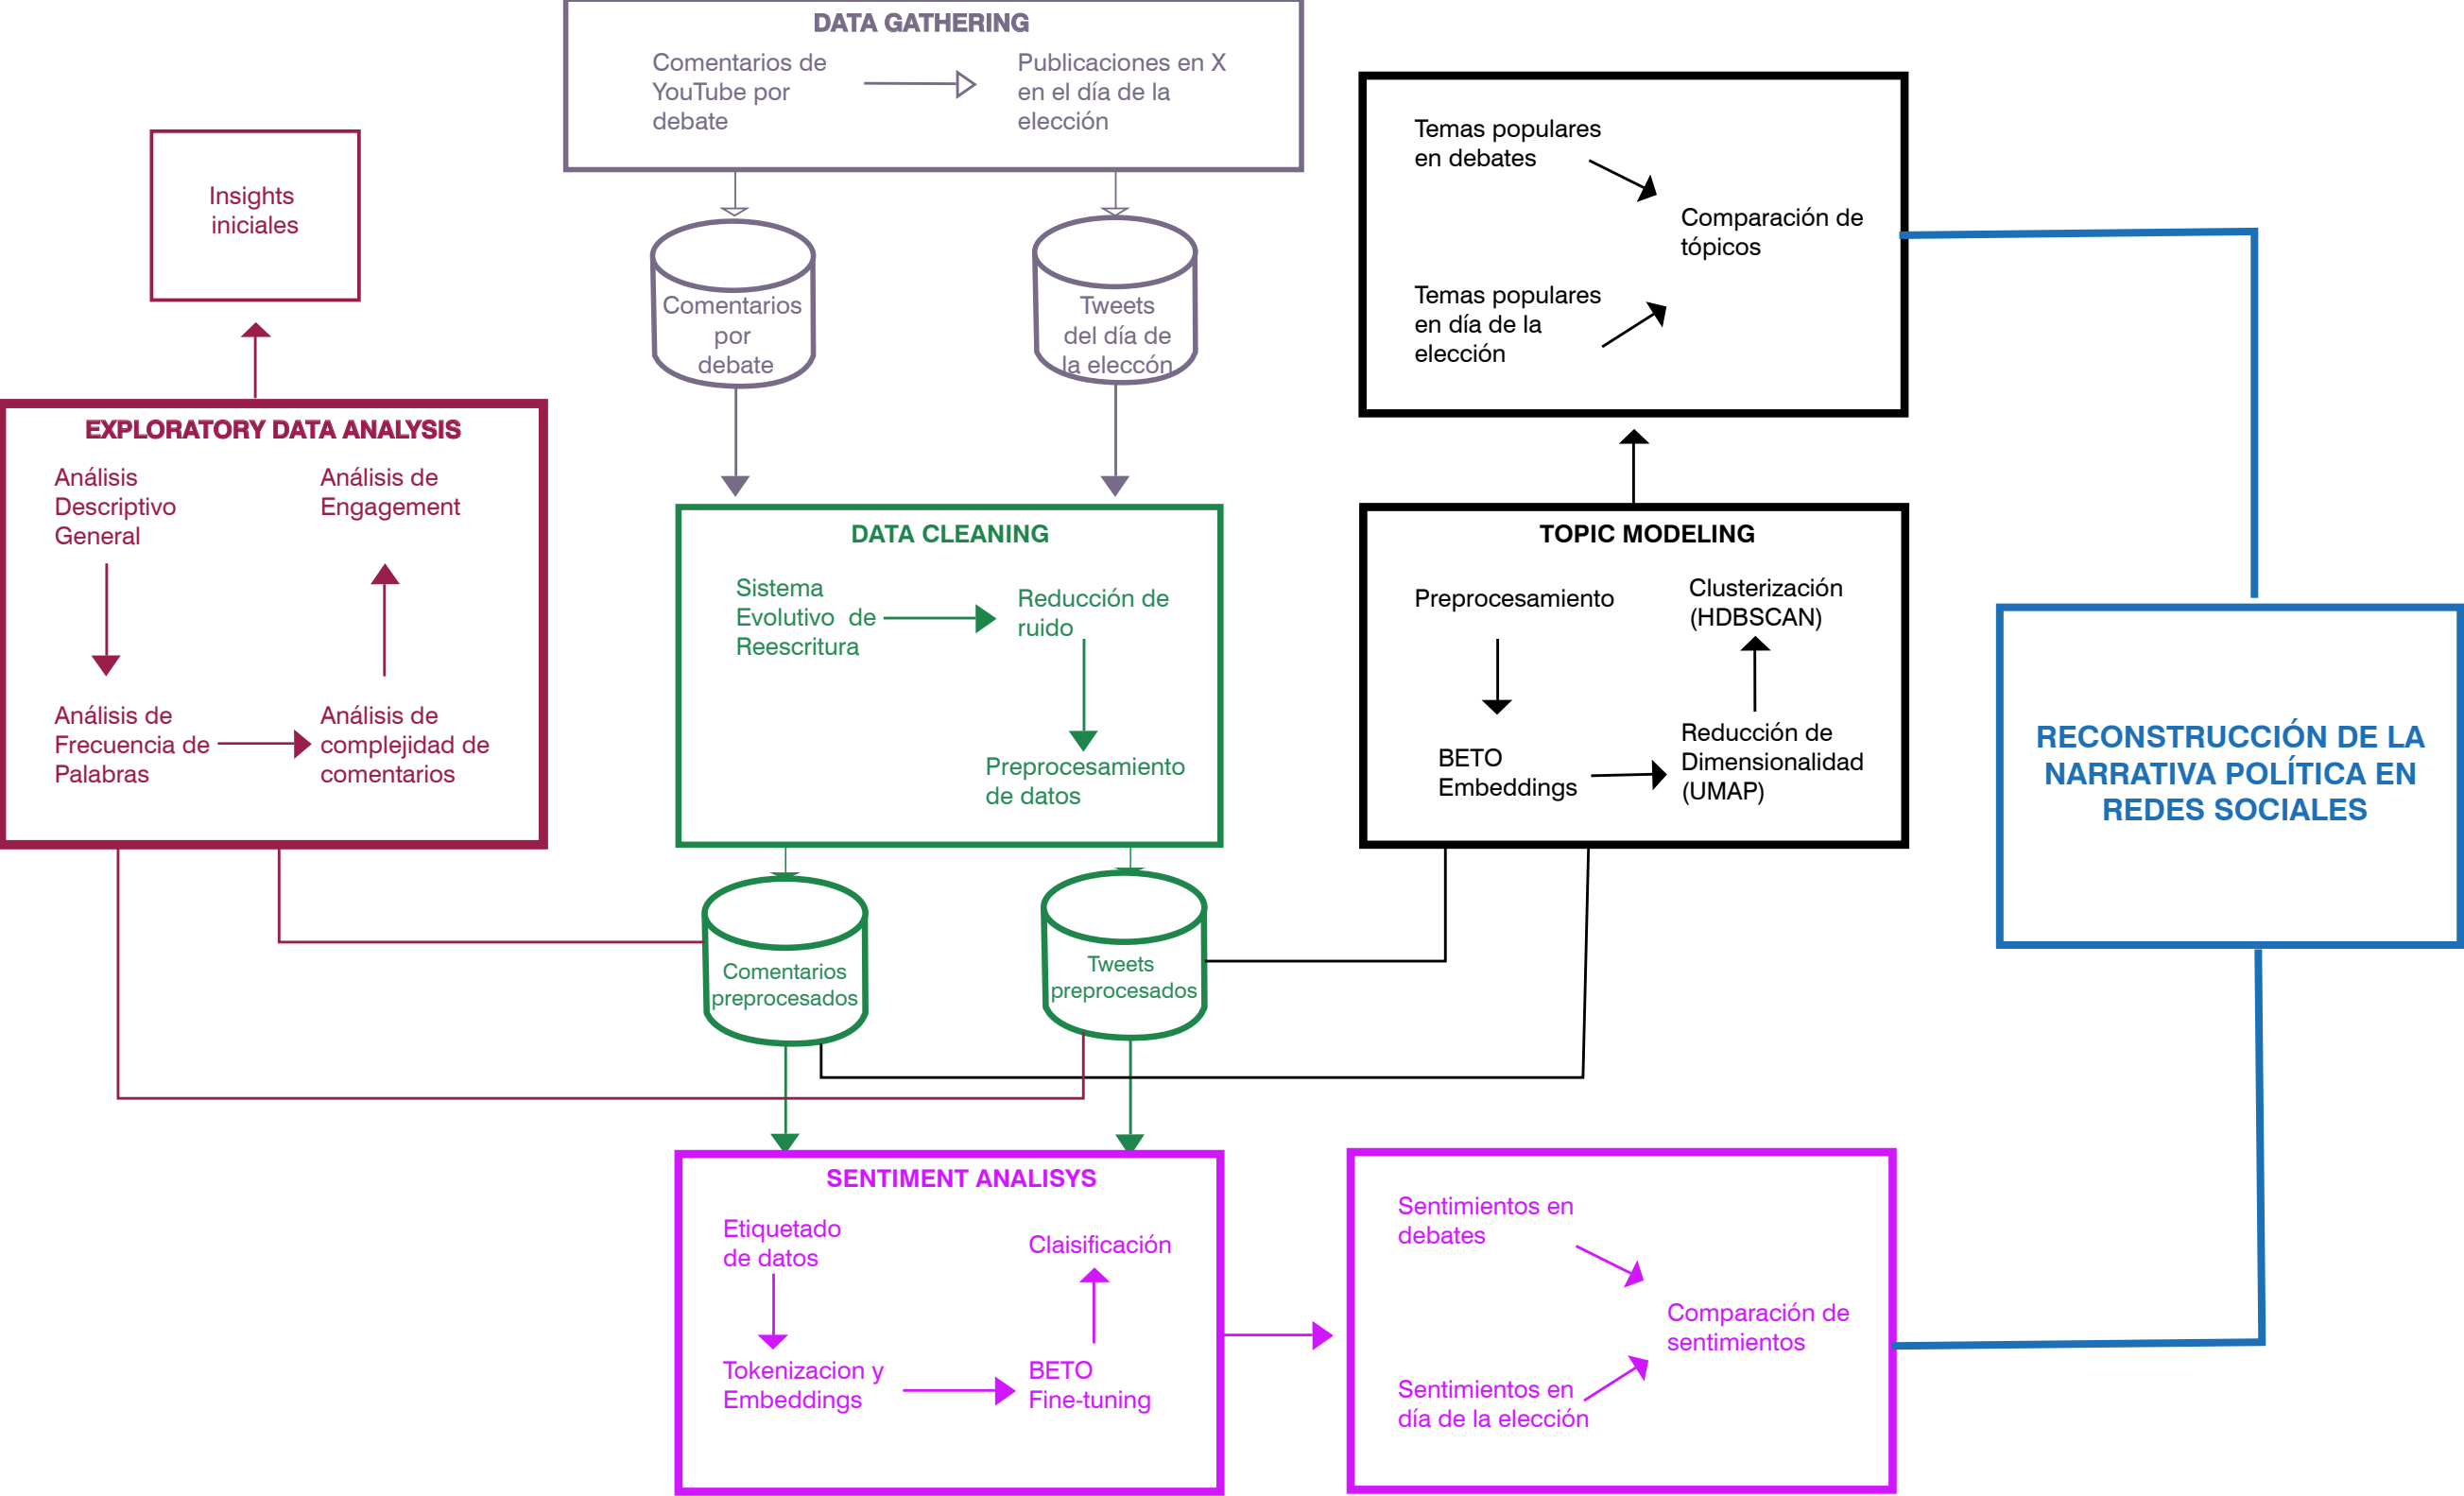 DATA GATHERING
Comentarios de
YouTube por
debate
Publicaciones en X
en el día de la
elección
Comentarios
por
debate
Tweets
del día de
la eleccón
Insights
iniciales
EXPLORATORY DATA ANALYSIS
Análisis
Descriptivo
General
Análisis de
Engagement
Análisis de
Frecuencia de
Palabras
Análisis de
complejidad de
comentarios
DATA CLEANING
Sistema
Evolutivo de
Reescritura
Reducción de
ruido
Preprocesamiento
de datos
Comentarios
preprocesados
Tweets
preprocesados
Temas populares
en debates
Comparación de
tópicos
Temas populares
en día de la
elección
TOPIC MODELING
Preprocesamiento
Clusterización
(HDBSCAN)
BETO
Embeddings
Reducción de
Dimensionalidad
(UMAP)
RECONSTRUCCIÓN DE LA
NARRATIVA POLÍTICA EN
REDES SOCIALES
SENTIMENT ANALISYS
Etiquetado
de datos
Claisificación
Tokenizacion y
Embeddings
BETO
Fine-tuning
Sentimientos en
debates
Comparación de
sentimientos
Sentimientos en
día de la elección